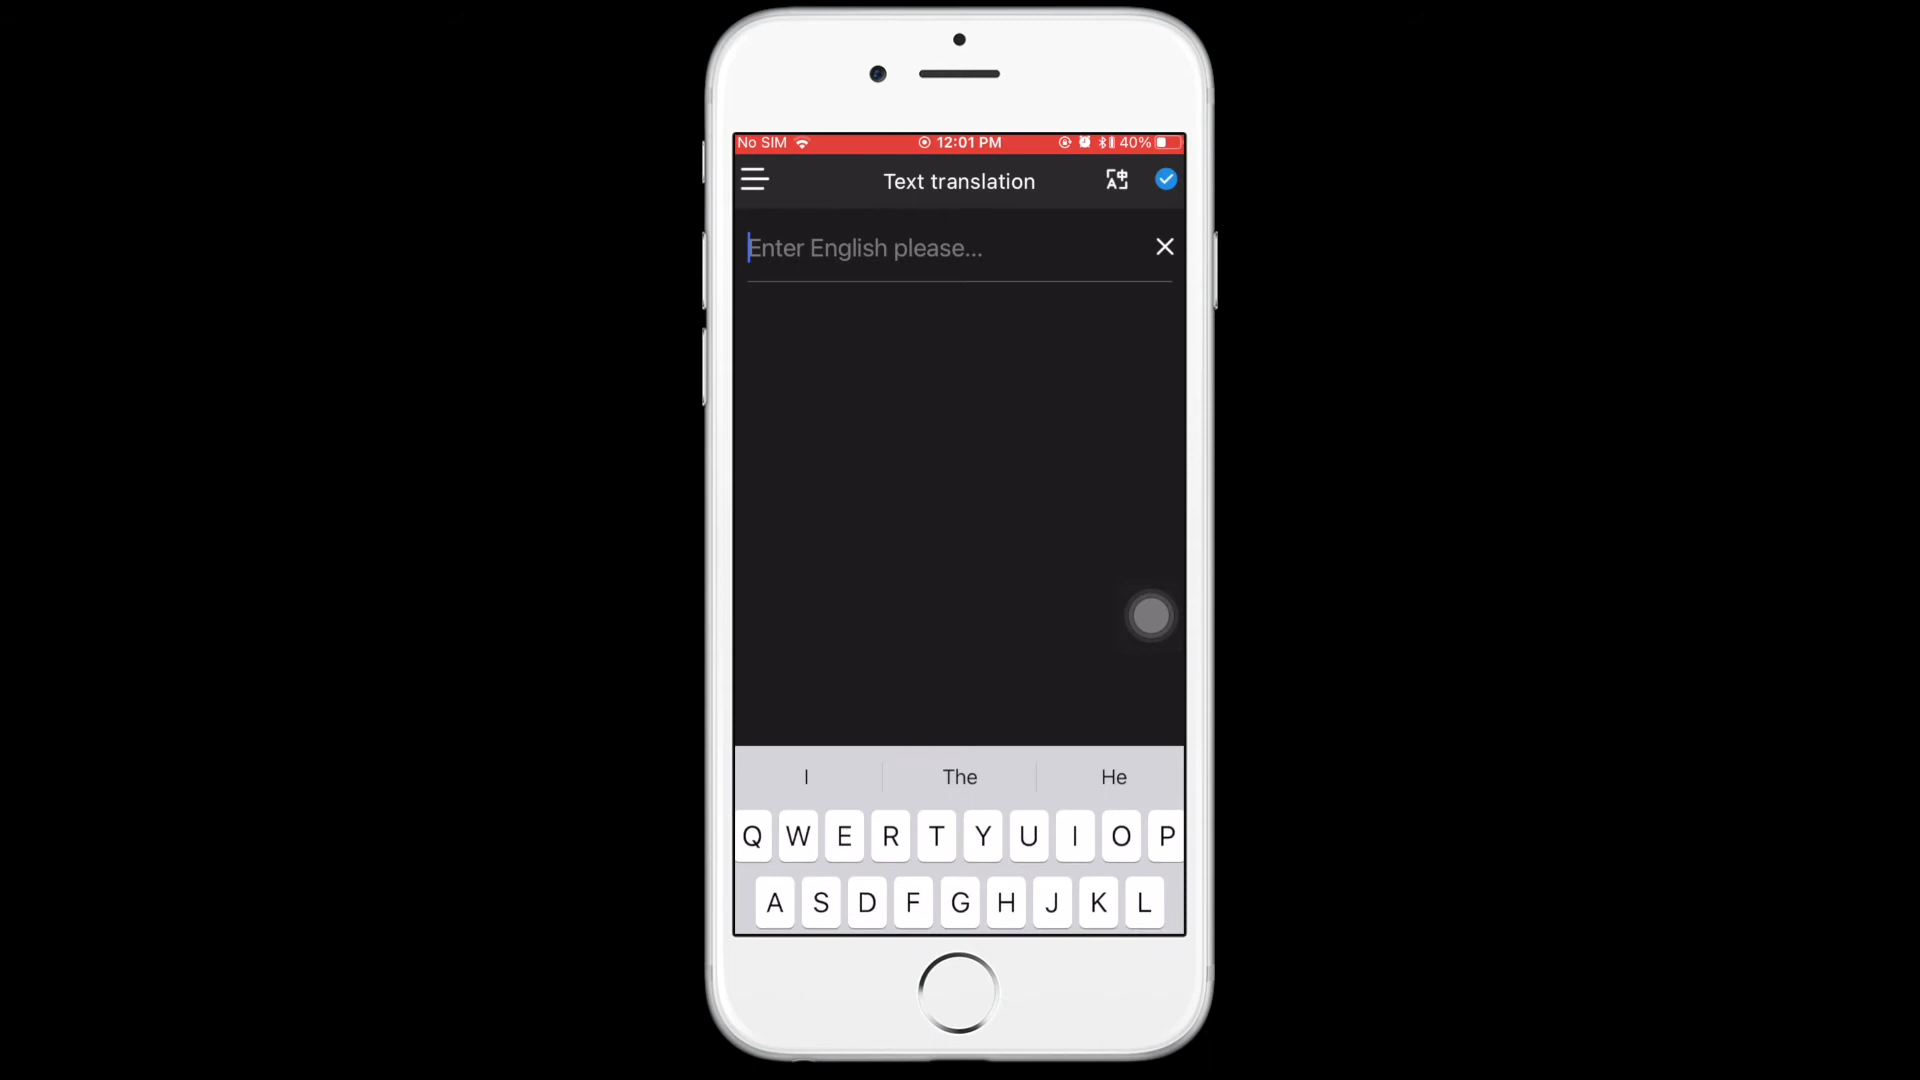 No SIM 12:01 PM 40%
Text translation
Enter English please...
I The He
Q W E R T Y U I O P
A S D F G H J K L